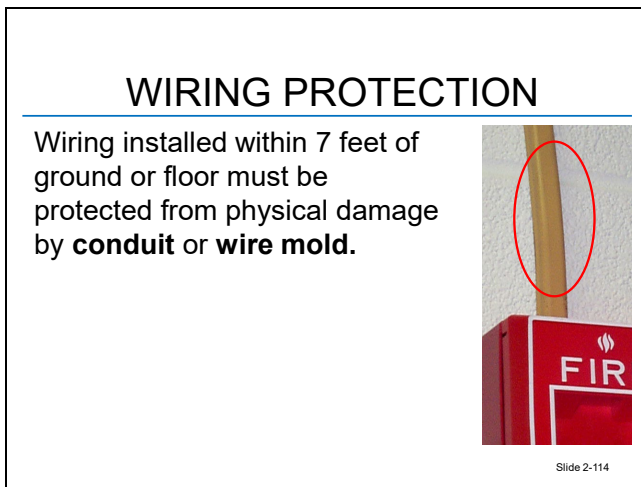 WIRING PROTECTION
Wiring installed within 7 feet of
ground or floor must be
protected from physical damage
by conduit or wire mold.
FIR
Slide 2-114